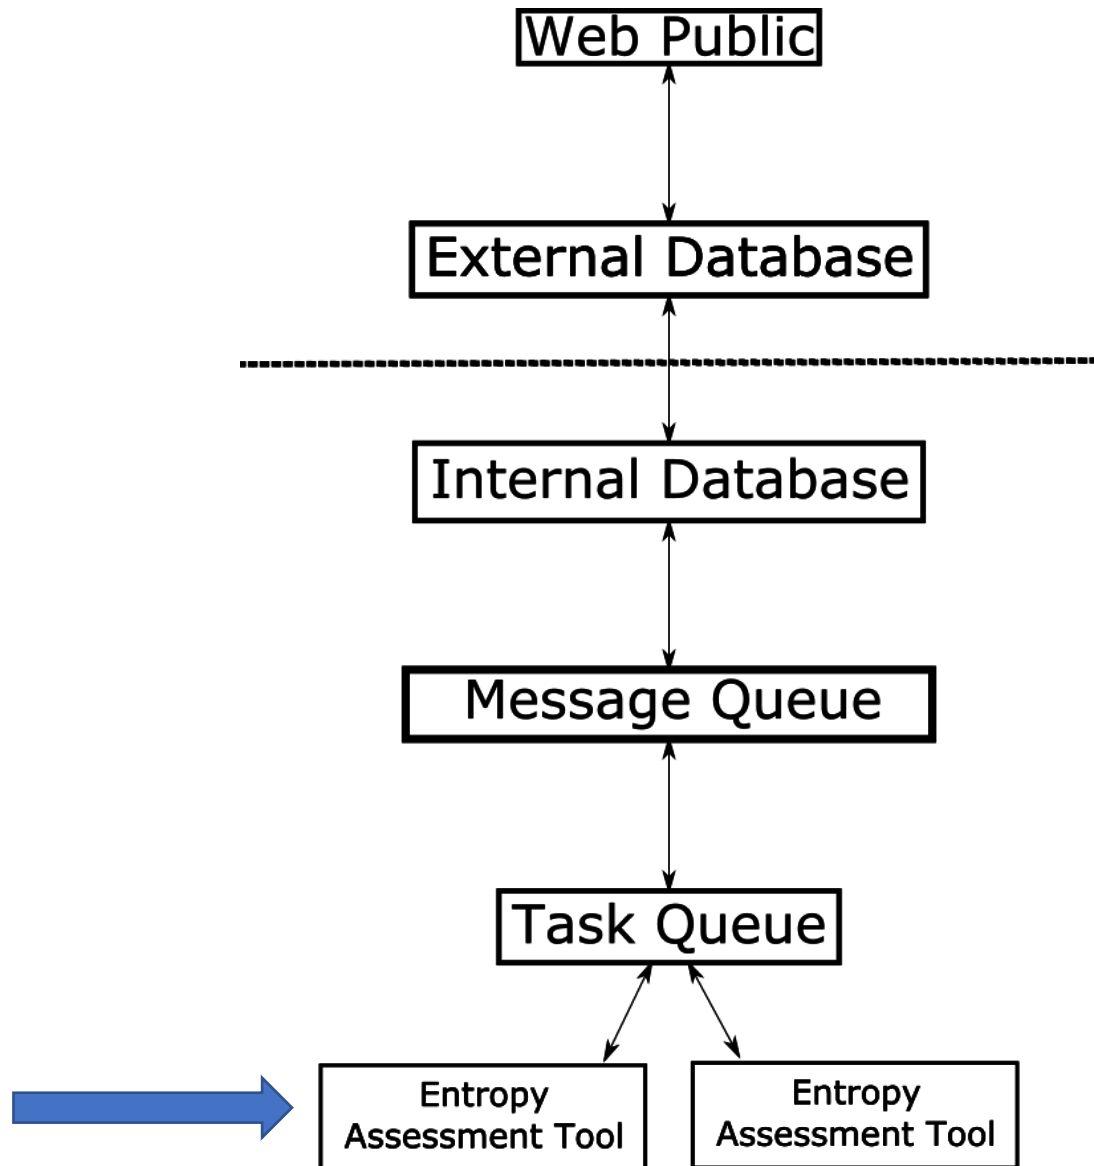 Web Public
External Database
Internal Database
Message Queue
Task Queue
Entropy
Assessment Tool
Entropy
Assessment Tool